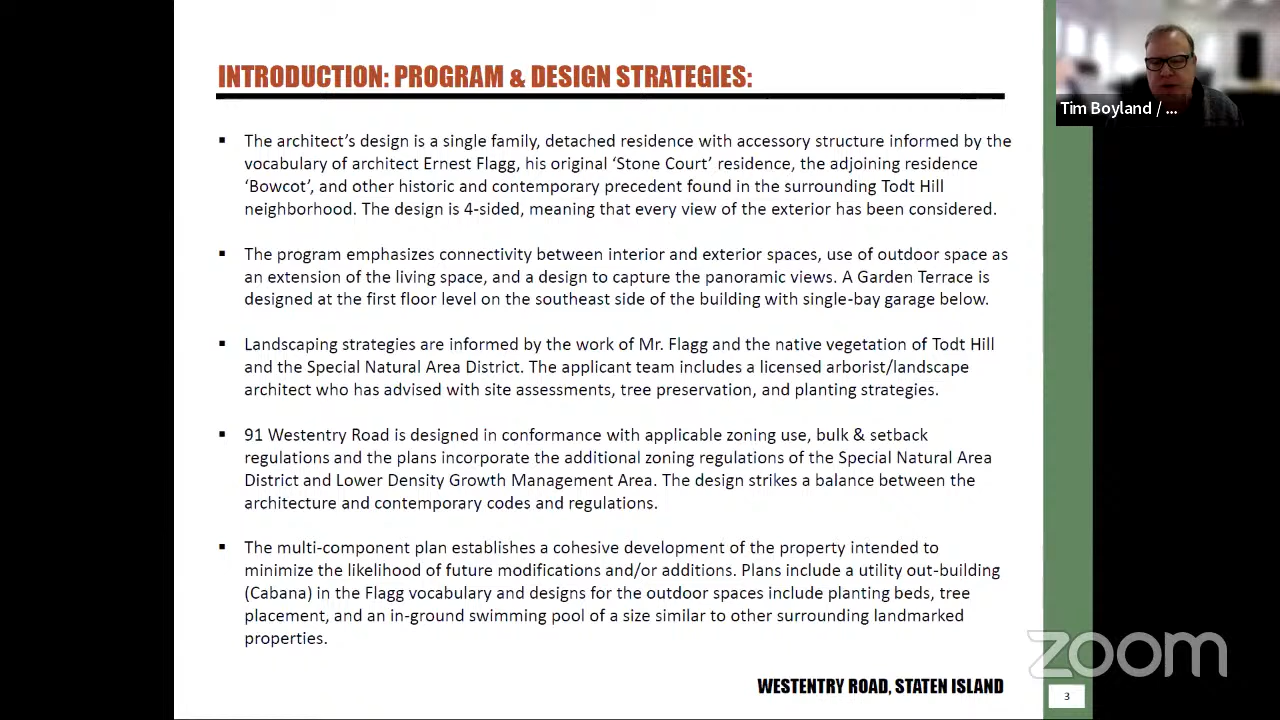 INTRODUCTION: PROGRAM & DESIGN STRATEGIES:
▪ The architect's design is a single family, detached residence with accessory structure informed by the
vocabulary of architect Ernest Flagg, his original 'Stone Court' residence, the adjoining residence
'Bowcot', and other historic and contemporary precedent found in the surrounding Todt Hill
neighborhood. The design is 4-sided, meaning that every view of the exterior has been considered.
▪ The program emphasizes connectivity between interior and exterior spaces, use of outdoor space as
an extension of the living space, and a design to capture the panoramic views. A Garden Terrace is
designed at the first floor level on the southeast side of the building with single-bay garage below.
▪ Landscaping strategies are informed by the work of Mr. Flagg and the native vegetation of Todt Hill
and the Special Natural Area District. The applicant team includes a licensed arborist/landscape
architect who has advised with site assessments, tree preservation, and planting strategies.
▪ 91 Westentry Road is designed in conformance with applicable zoning use, bulk & setback
regulations and the plans incorporate the additional zoning regulations of the Special Natural Area
District and Lower Density Growth Management Area. The design strikes a balance between the
architecture and contemporary codes and regulations.
▪ The multi-component plan establishes a cohesive development of the property intended to
minimize the likelihood of future modifications and/or additions. Plans include a utility out-building
(Cabana) in the Flagg vocabulary and designs for the outdoor spaces include planting beds, tree
placement, and an in-ground swimming pool of a size similar to other surrounding landmarked
properties.
WESTENTRY ROAD, STATEN ISLAND
3
Tim Boyland / ...
zoom